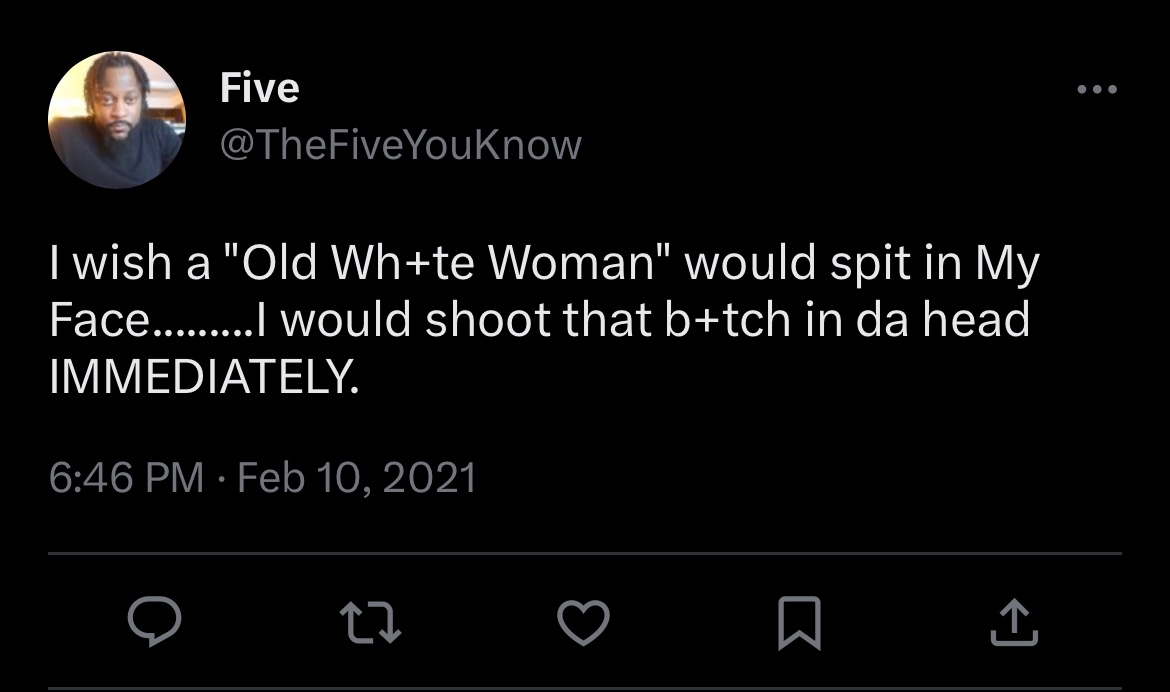 Five
@TheFiveYouKnow
I wish a "Old Wh+te Woman" would spit in My
Face.........I would shoot that b+tch in da head
IMMEDIATELY.
6:46 PM · Feb 10, 2021